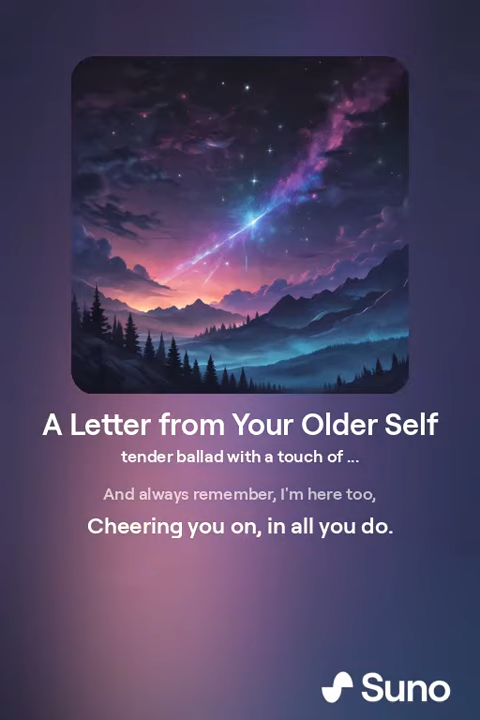 A Letter from Your Older Self
tender ballad with a touch of ...
And always remember, I'm here too,
Cheering you on, in all you do.
Suno